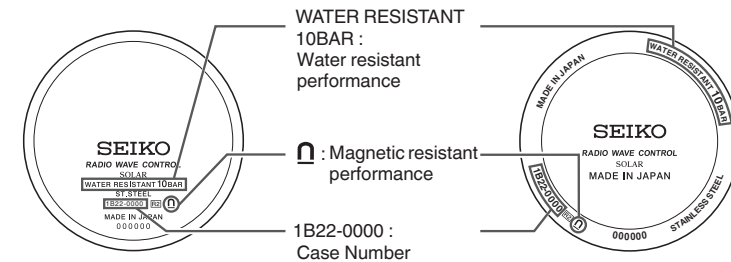 WATER RESISTANT
10BAR :
Water resistant
performance
: Magnetic resistant
performance
1B22-0000 :
Case Number
SEIKO
RADIO WAVE CONTROL
SOLAR
WATER RESISTANT 10BAR
ST.STEEL
1B22-0000 R2
MADE IN JAPAN
000000
MADE IN JAPAN
WATER RESISTANT 10BAR
SEIKO
RADIO WAVE CONTROL
SOLAR
MADE IN JAPAN
1B22-0000 R2
000000
STAINLESS STEEL